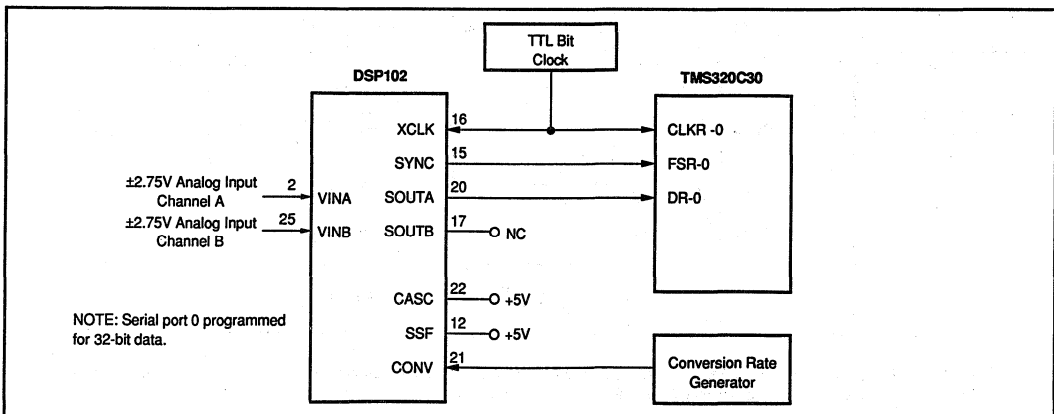 TTL Bit
Clock
DSP102
TMS320C30
XCLK
16
CLKR -0
SYNC
15
FSR-0
±2.75V Analog Input
Channel A
2
VINA
SOUTA
20
DR-0
±2.75V Analog Input
Channel B
25
VINB
SOUTB
17
NC
CASC
22
+5V
NOTE: Serial port 0 programmed
for 32-bit data.
SSF
12
+5V
CONV
21
Conversion Rate
Generator